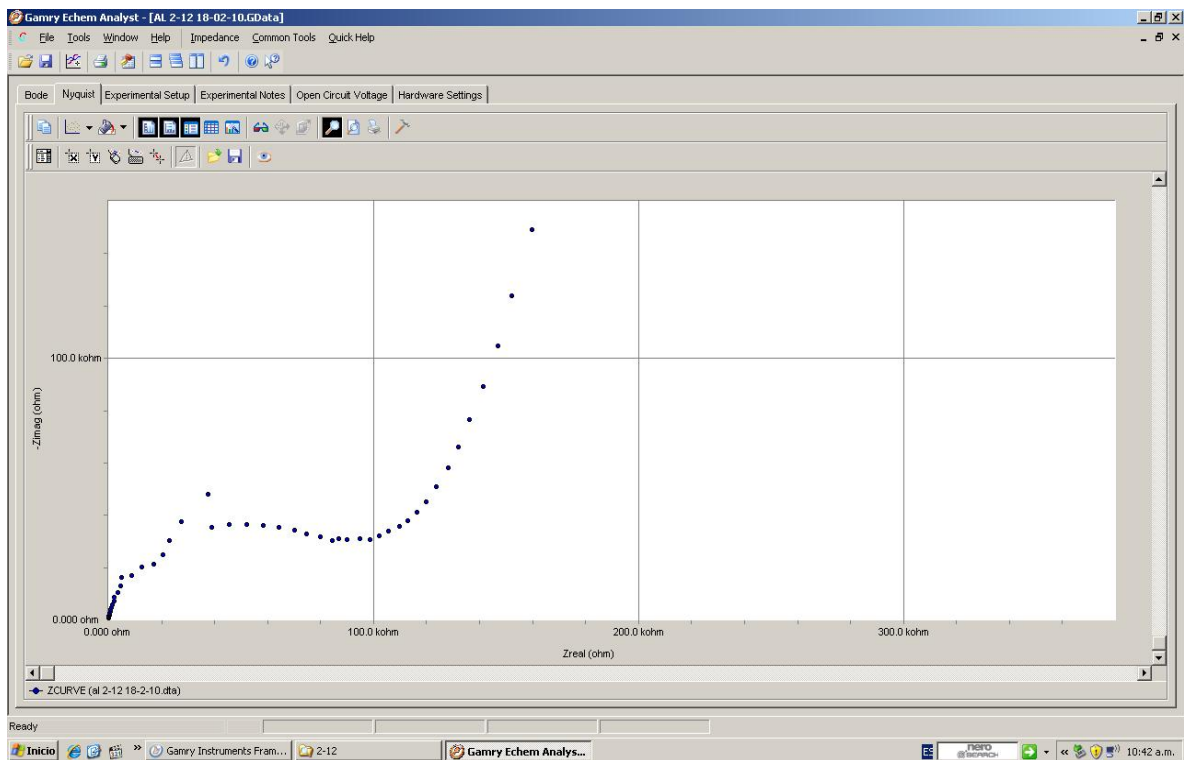 Gamry Echem Analyst - [AL 2-12 18-02-10.GData]
File Tools Window Help Impedance Common Tools Quick Help
Bode Nyquist Experimental Setup Experimental Notes Open Circuit Voltage Hardware Settings
100.0 kohm
-Zimag (ohm)
0.000 ohm
0.000 ohm 100.0 kohm 200.0 kohm 300.0 kohm
Zreal (ohm)
ZCURVE (al 2-12 18-2-10.dta)
Ready
Inicio » Gamry Instruments Fram... 2-12 Gamry Echem Analys... ES nero SEARCH « 10:42 a.m.